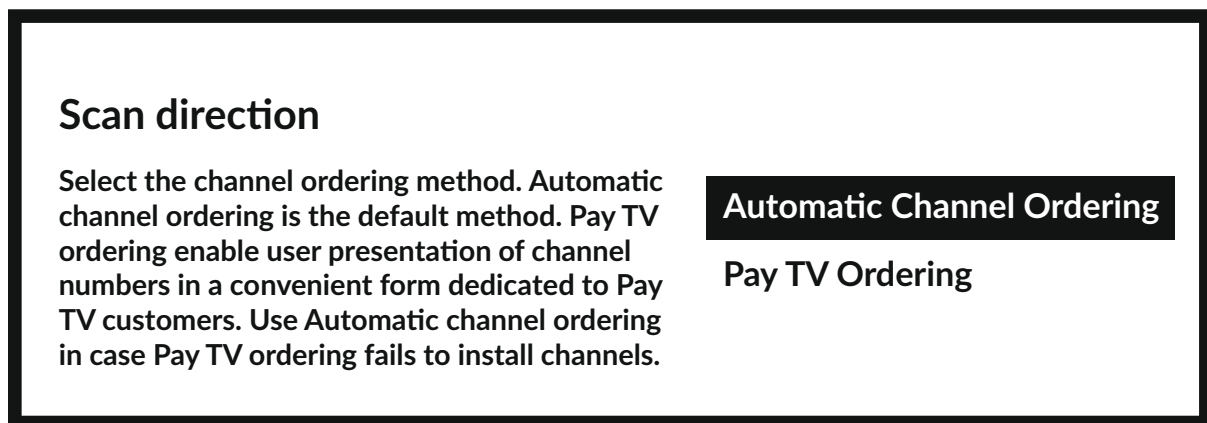 Scan direction
Select the channel ordering method. Automatic
channel ordering is the default method. Pay TV
ordering enable user presentation of channel
numbers in a convenient form dedicated to Pay
TV customers. Use Automatic channel ordering
in case Pay TV ordering fails to install channels.
Automatic Channel Ordering
Pay TV Ordering